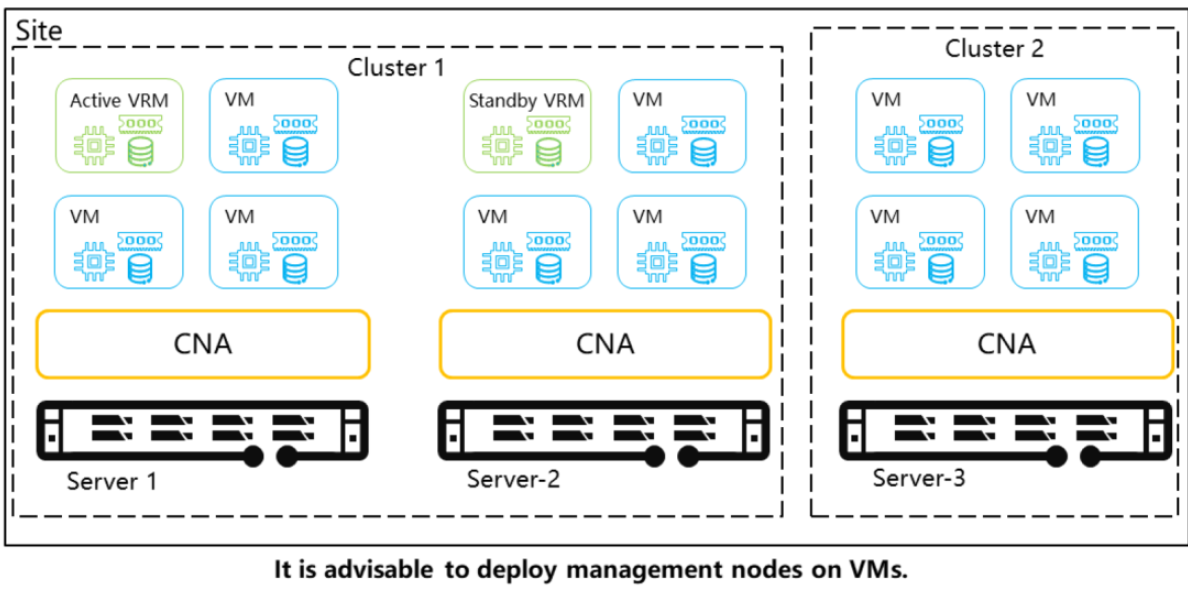 Site
Cluster 1
Cluster 2
Active VRM
VM
Standby VRM
VM
VM
VM
VM
VM
VM
VM
VM
VM
CNA
CNA
CNA
Server 1
Server-2
Server-3
It is advisable to deploy management nodes on VMs.